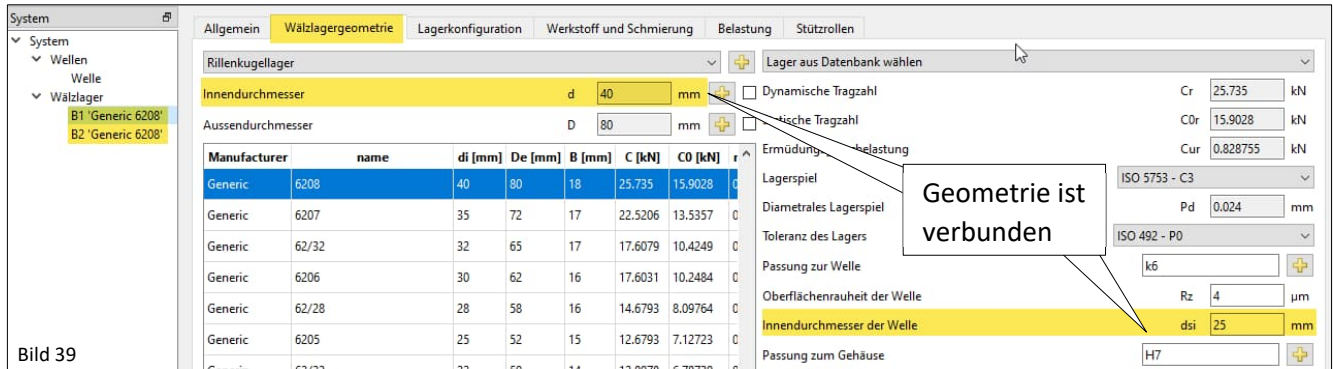 System
System
Wellen
Welle
Wälzlager
B1 'Generic 6208'
B2 'Generic 6208'
Bild 39
Allgemein Wälzlagergeometrie Lagerkonfiguration Werkstoff und Schmierung Belastung Stützrollen
Rillenkugellager
Innendurchmesser d 40 mm
Aussendurchmesser D 80 mm
Manufacturer name di [mm] De [mm] B [mm] C [kN] C0 [kN]
Generic 6208 40 80 18 25.735 15.9028
Generic 6207 35 72 17 22.5206 13.5357
Generic 62/32 32 65 17 17.6079 10.4249
Generic 6206 30 62 16 17.6031 10.2484
Generic 62/28 28 58 16 14.6793 8.09764
Generic 6205 25 52 15 12.6793 7.12723
Lager aus Datenbank wählen
Dynamische Tragzahl Cr 25.735 kN
Tragzahl C0r 15.9028 kN
Cur 0.828755 kN
Lagerspiel ISO 5753 - C3
Diametrales Lagerspiel Pd 0.024 mm
Toleranz des Lagers ISO 492 - P0
Passung zur Welle k6
Oberflächenrauheit der Welle Rz 4 µm
Innendurchmesser der Welle dsi 25 mm
Passung zum Gehäuse H7
Geometrie ist
verbunden